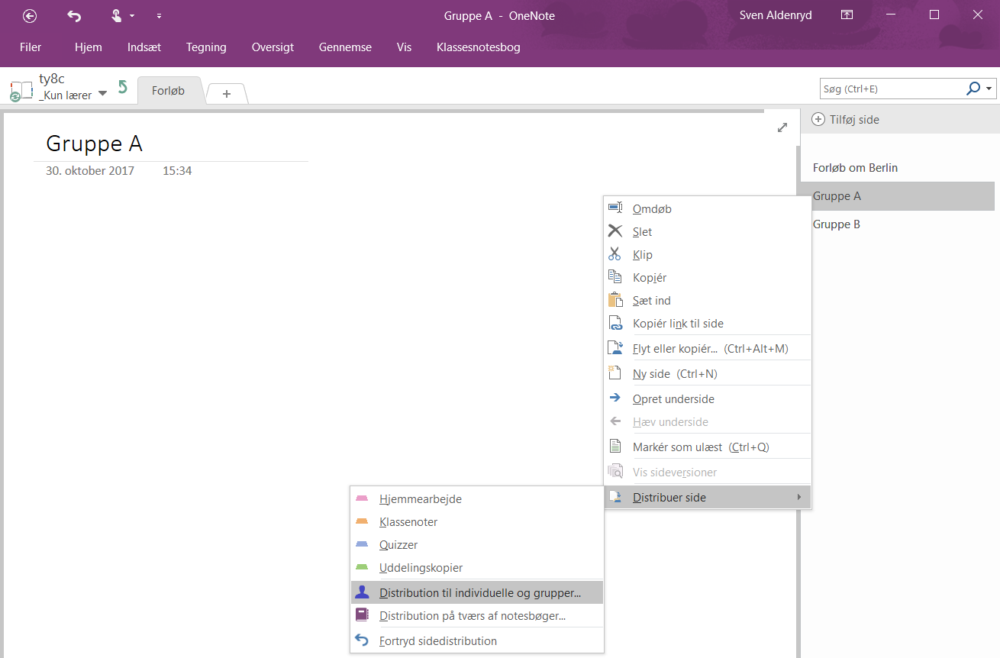 Gruppe A - OneNote
Sven Aldenryd
Filer Hjem Indsæt Tegning Oversigt Gennemse Vis Klassesnotesbog
ty8c
_Kun lærer
Forløb
Søg (Ctrl+E)
Tilføj side
Gruppe A
30. oktober 2017 15:34
Forløb om Berlin
Gruppe A
Gruppe B
Omdøb
Slet
Klip
Kopiér
Sæt ind
Kopiér link til side
Flyt eller kopiér... (Ctrl+Alt+M)
Ny side (Ctrl+N)
Opret underside
Hæv underside
Markér som ulæst (Ctrl+Q)
Vis sideversioner
Distribuer side
Hjemmearbejde
Klassenoter
Quizzer
Uddelingskopier
Distribution til individuelle og grupper...
Distribution på tværs af notesbøger...
Fortryd sidedistribution